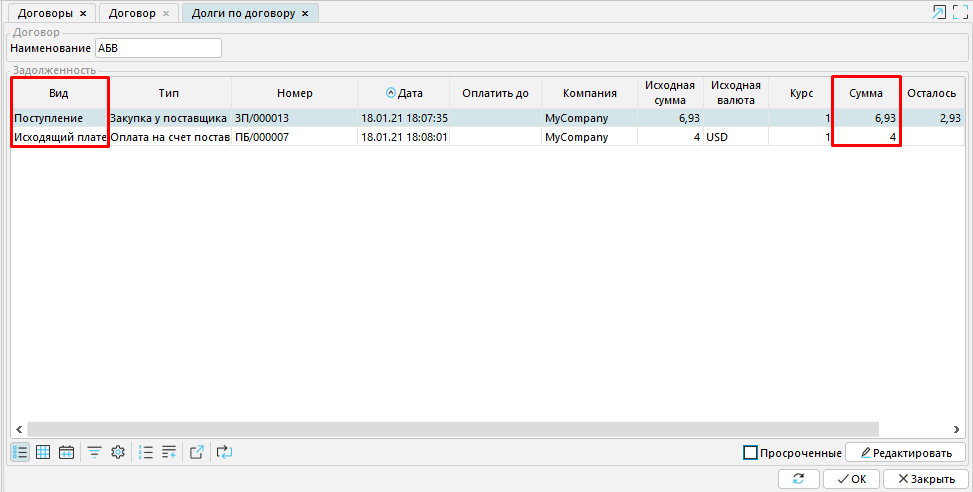 Договоры × Договор × Долги по договору ×
Договор
Наименование АБВ
Задолженность
Вид Тип Номер Дата Оплатить до Компания Исходная сумма Исходная валюта Курс Сумма Осталось
Поступление Закупка у поставщика ЗП/000013 18.01.21 18:07:35 MyCompany 6,93 1 6,93 2,93
Исходящий плате Оплата на счет постав ПБ/000007 18.01.21 18:08:01 MyCompany 4 USD 1 4
Просроченные Редактировать
OK Закрыть